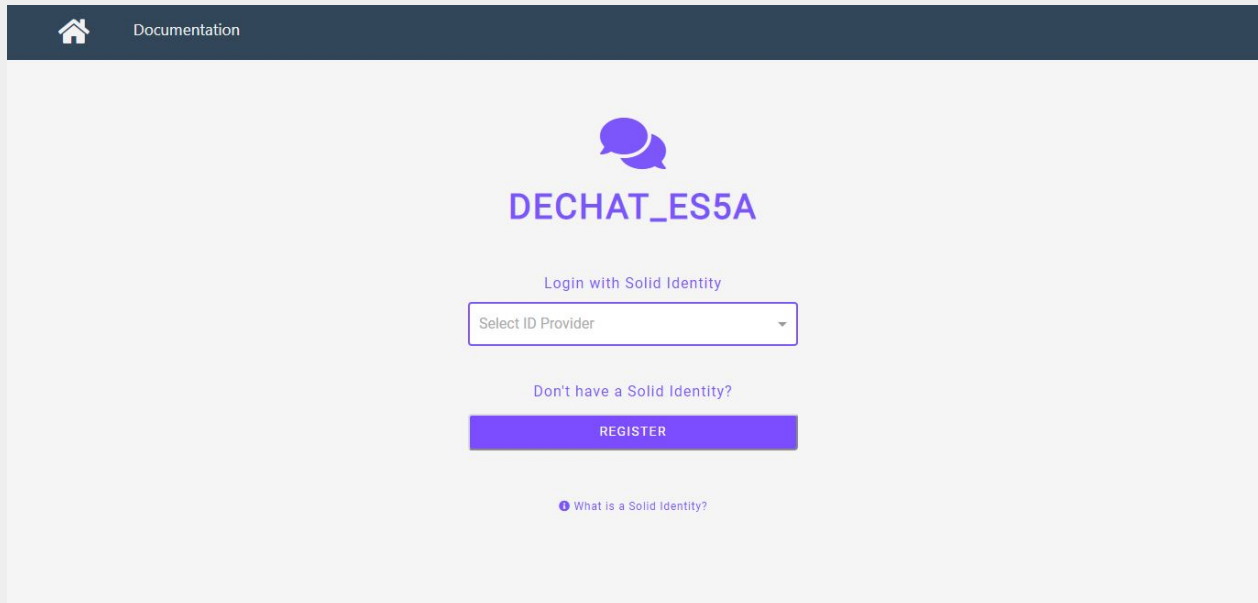 Documentation
DECHAT_ES5A
Login with Solid Identity
Select ID Provider
Don't have a Solid Identity?
REGISTER
What is a Solid Identity?